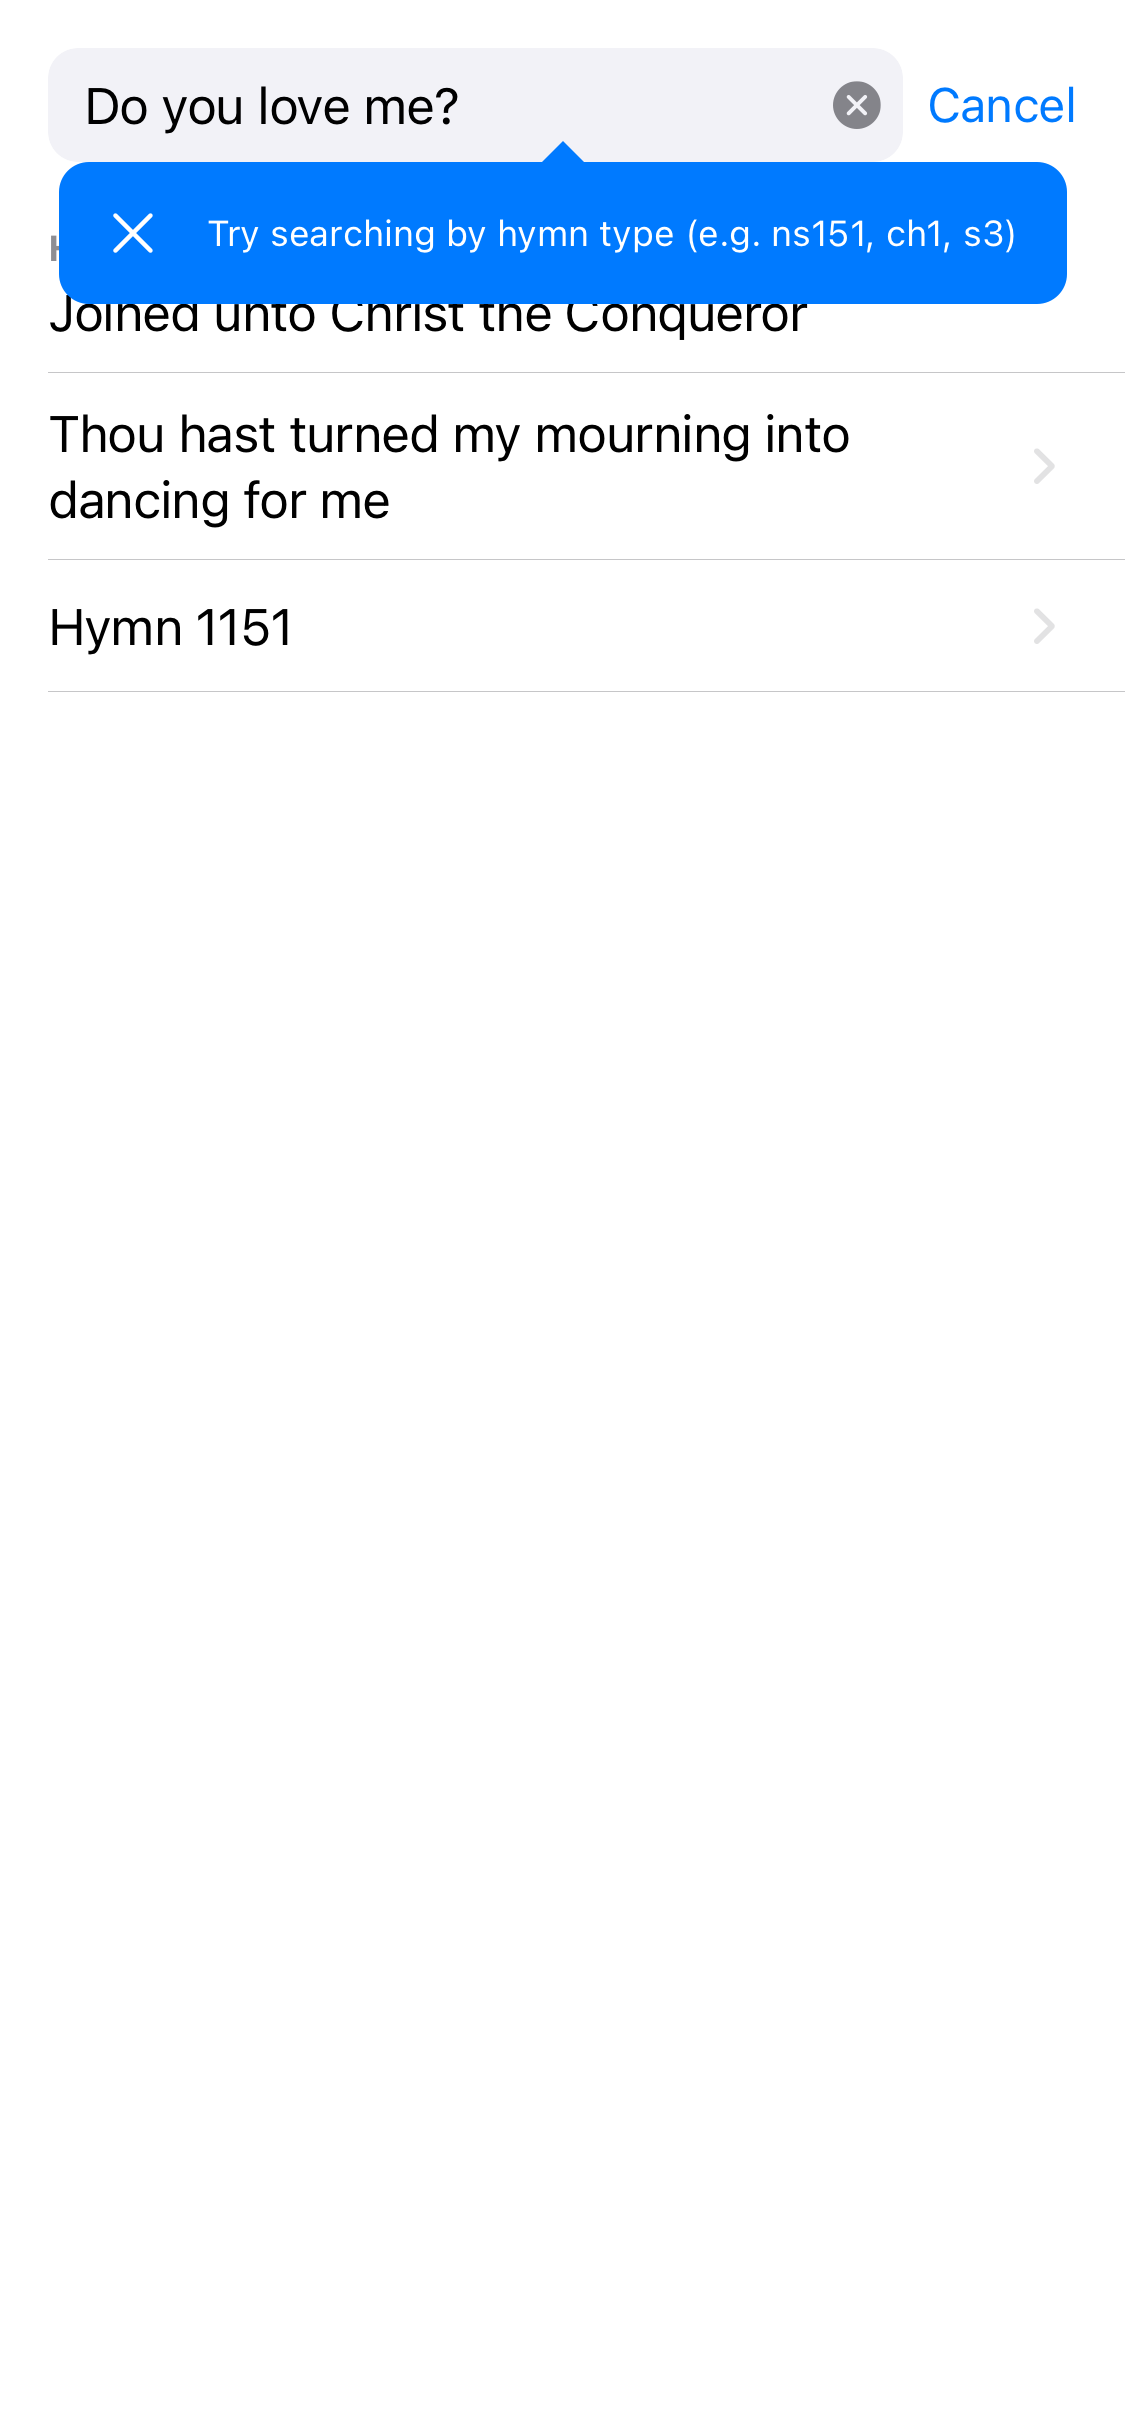 Do you love me?
Cancel
Try searching by hymn type (e.g. ns151, ch1, s3)
Joined unto Christ the Conqueror
Thou hast turned my mourning into
dancing for me
Hymn 1151